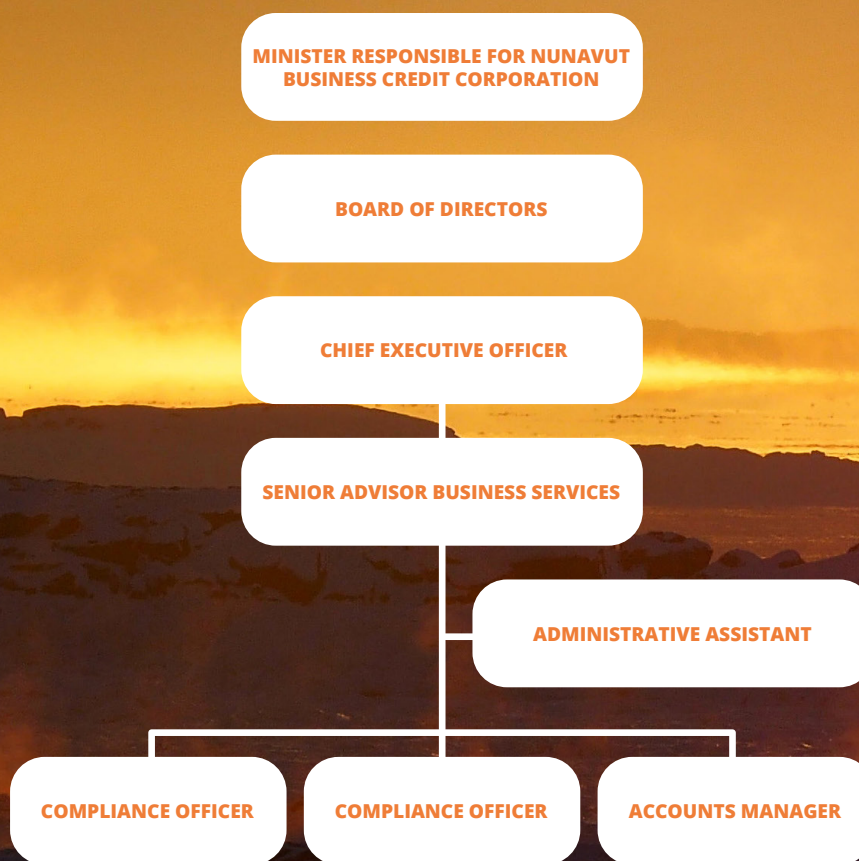 MINISTER RESPONSIBLE FOR NUNAVUT
BUSINESS CREDIT CORPORATION
BOARD OF DIRECTORS
CHIEF EXECUTIVE OFFICER
SENIOR ADVISOR BUSINESS SERVICES
ADMINISTRATIVE ASSISTANT
COMPLIANCE OFFICER
COMPLIANCE OFFICER
ACCOUNTS MANAGER